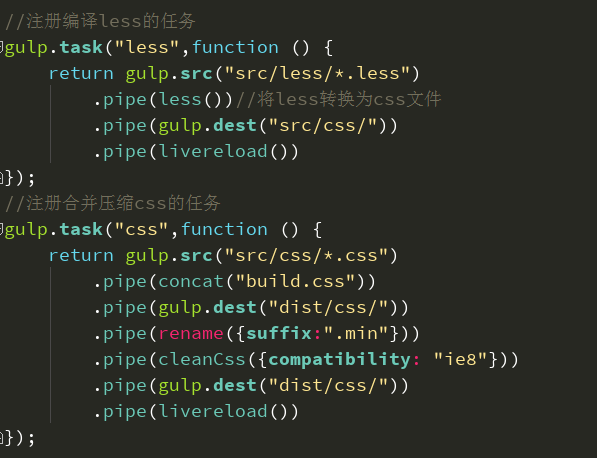 //注册编译less的任务
gulp.task("less",function () {
    return gulp.src("src/less/*.less")
        .pipe(less())//将less转换为css文件
        .pipe(gulp.dest("src/css/"))
        .pipe(livereload())
});
//注册合并压缩css的任务
gulp.task("css",function () {
    return gulp.src("src/css/*.css")
        .pipe(concat("build.css"))
        .pipe(gulp.dest("dist/css/"))
        .pipe(rename({suffix:".min"}))
        .pipe(cleanCss({compatibility: "ie8"}))
        .pipe(gulp.dest("dist/css/"))
        .pipe(livereload())
});